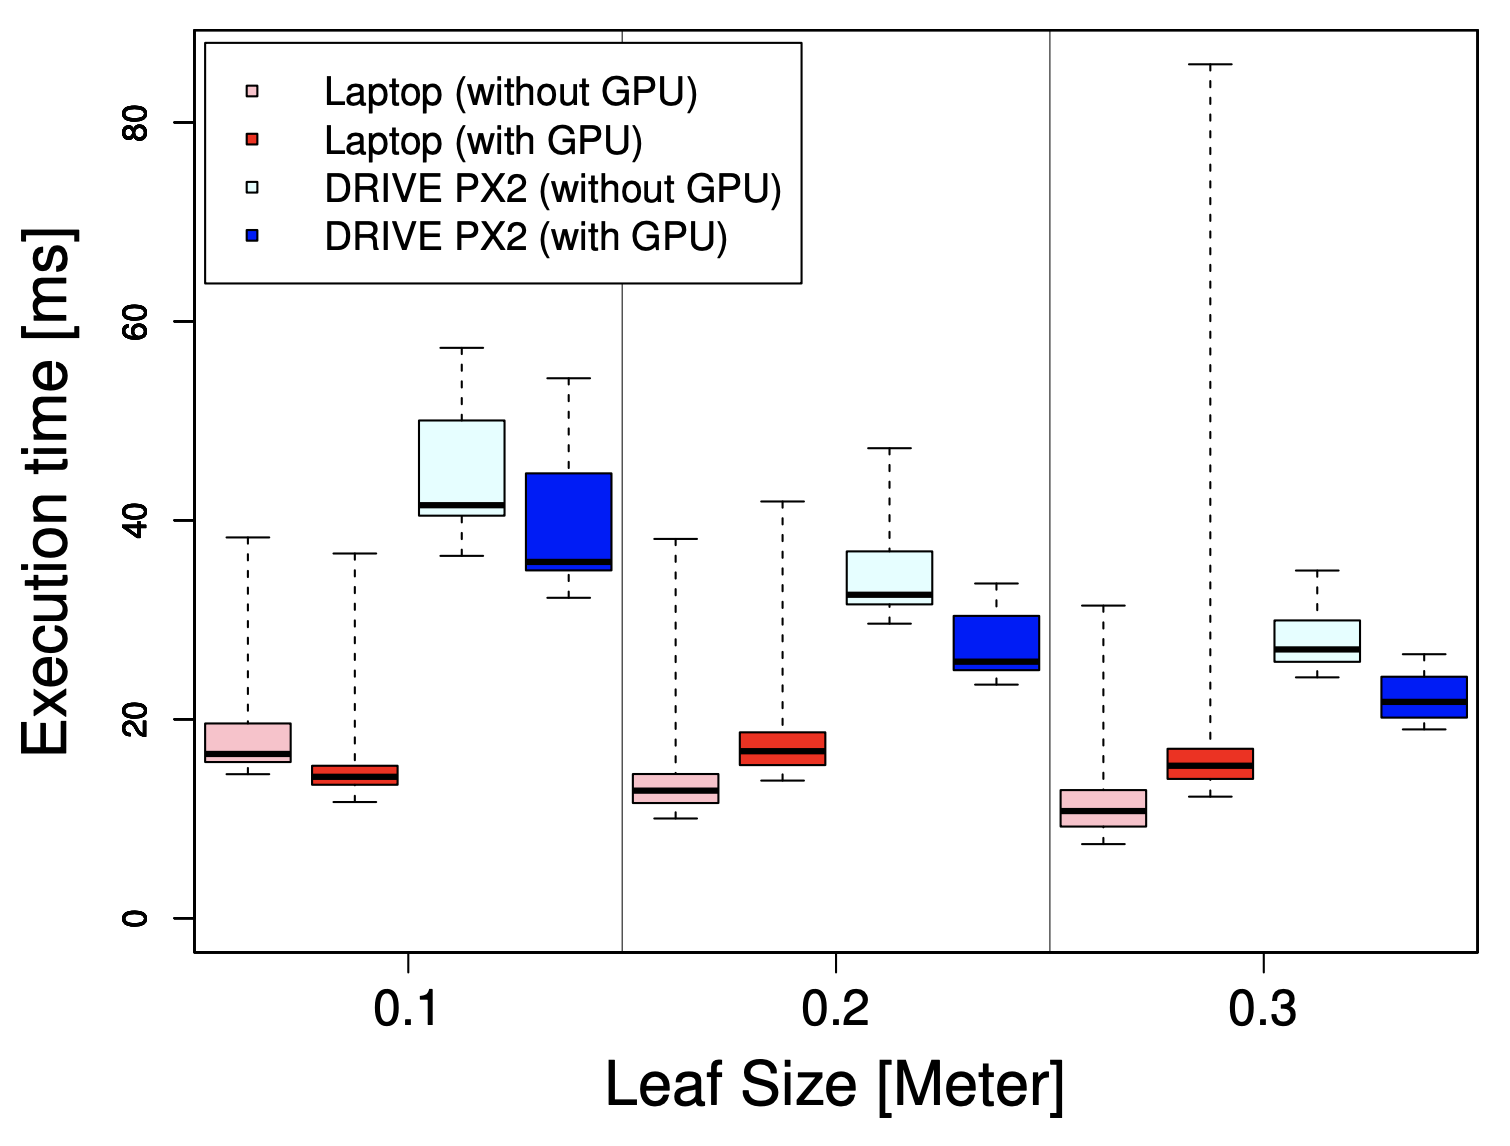 Laptop (without GPU)
Laptop (with GPU)
DRIVE PX2 (without GPU)
DRIVE PX2 (with GPU)
Execution time [ms]
80
60
40
20
0
0.1 0.2 0.3
Leaf Size [Meter]